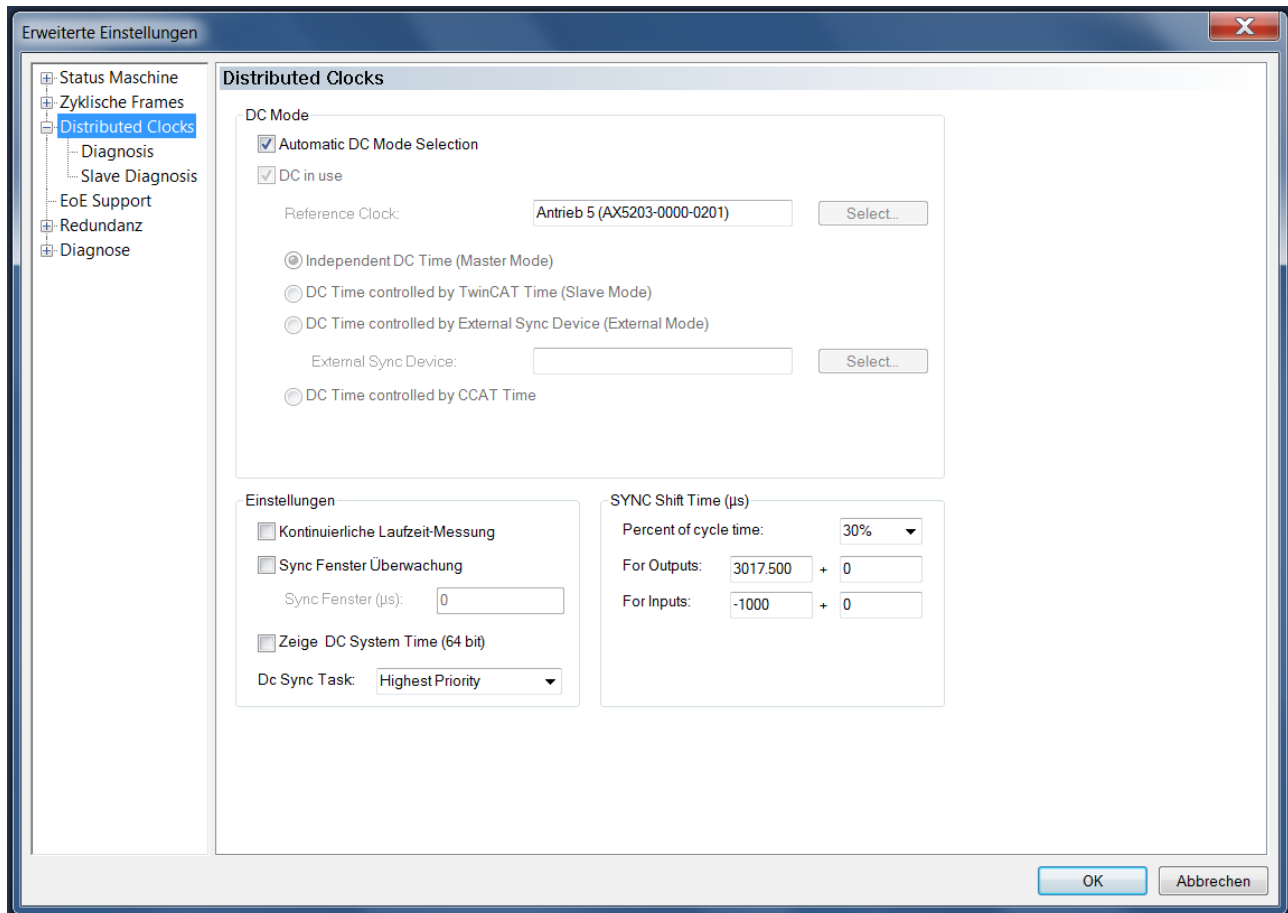 Erweiterte Einstellungen
Status Maschine
Zyklische Frames
Distributed Clocks
Diagnosis
Slave Diagnosis
EoE Support
Redundanz
Diagnose
Distributed Clocks
DC Mode
Automatic DC Mode Selection
DC in use
Reference Clock: Antrieb 5 (AX5203-0000-0201) Select...
Independent DC Time (Master Mode)
DC Time controlled by TwinCAT Time (Slave Mode)
DC Time controlled by External Sync Device (External Mode)
External Sync Device: Select...
DC Time controlled by CCAT Time
Einstellungen
Kontinuierliche Laufzeit-Messung
Sync Fenster Überwachung
Sync Fenster (µs): 0
Zeige DC System Time (64 bit)
Dc Sync Task: Highest Priority
SYNC Shift Time (µs)
Percent of cycle time: 30%
For Outputs: 3017.500 + 0
For Inputs: -1000 + 0
OK Abbrechen